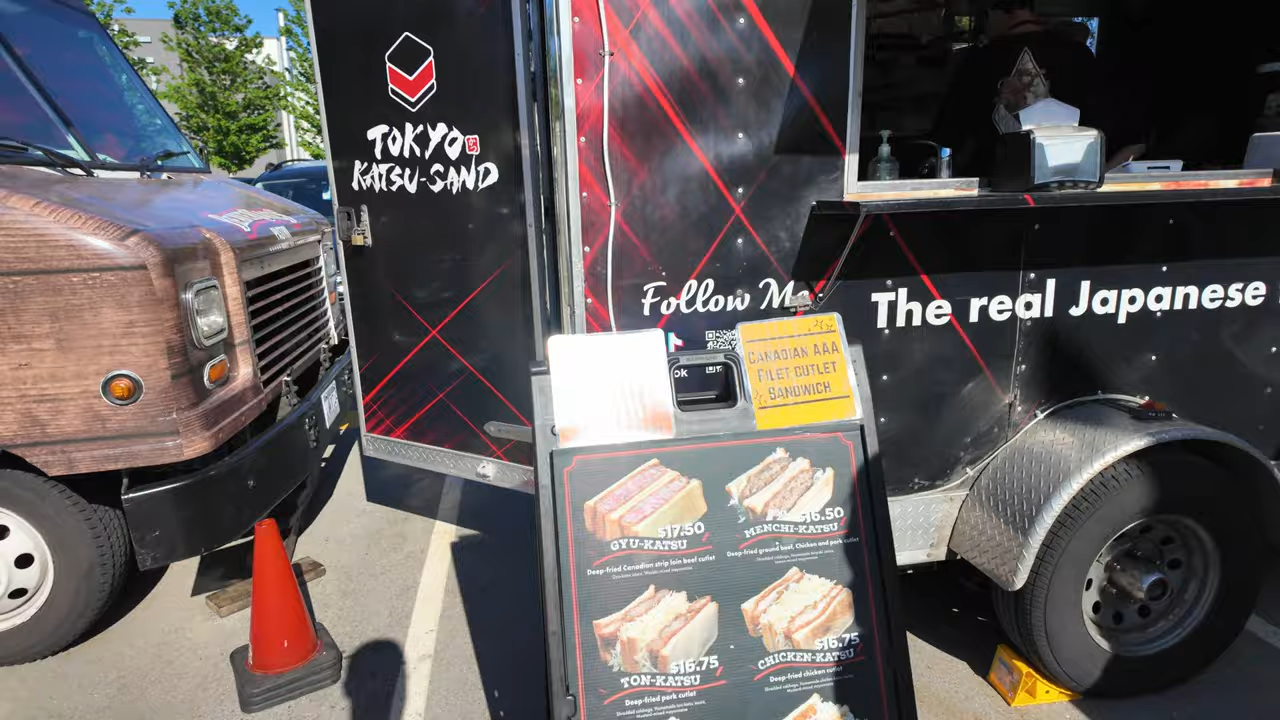 TOKYO
KATSU-SAND
Follow Me
The real Japanese
CANADIAN AAA
FILET CUTLET
SANDWICH
$17.50
GYU-KATSU
Deep-fried Canadian strip loin beef cutlet
$16.50
MENCHI-KATSU
Deep-fried ground beef, Chicken and pork cutlet
$16.75
TON-KATSU
Deep-fried pork cutlet
$16.75
CHICKEN-KATSU
Deep-fried chicken cutlet